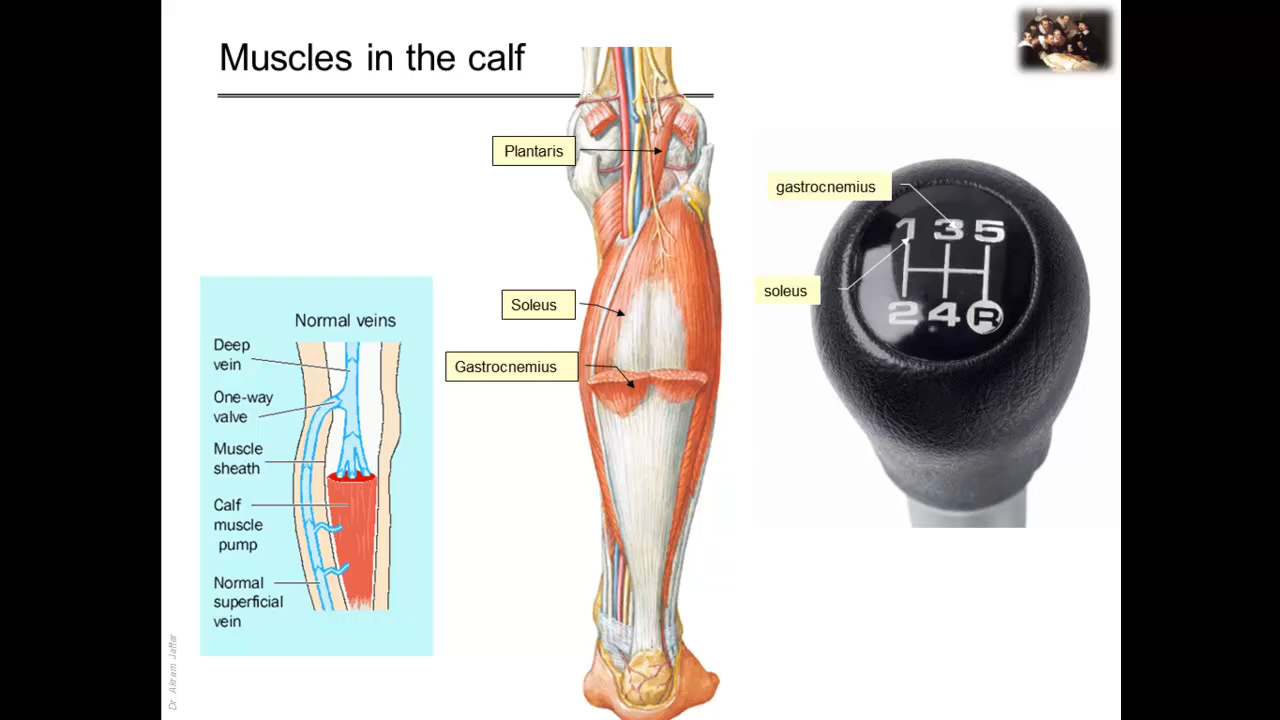 Muscles in the calf
Plantaris
Soleus
Gastrocnemius
Normal veins
Deep
vein
One-way
valve
Muscle
sheath
Calf
muscle
pump
Normal
superficial
vein
gastrocnemius
soleus
1 3 5
2 4 R
Dr. Akram Jaffar